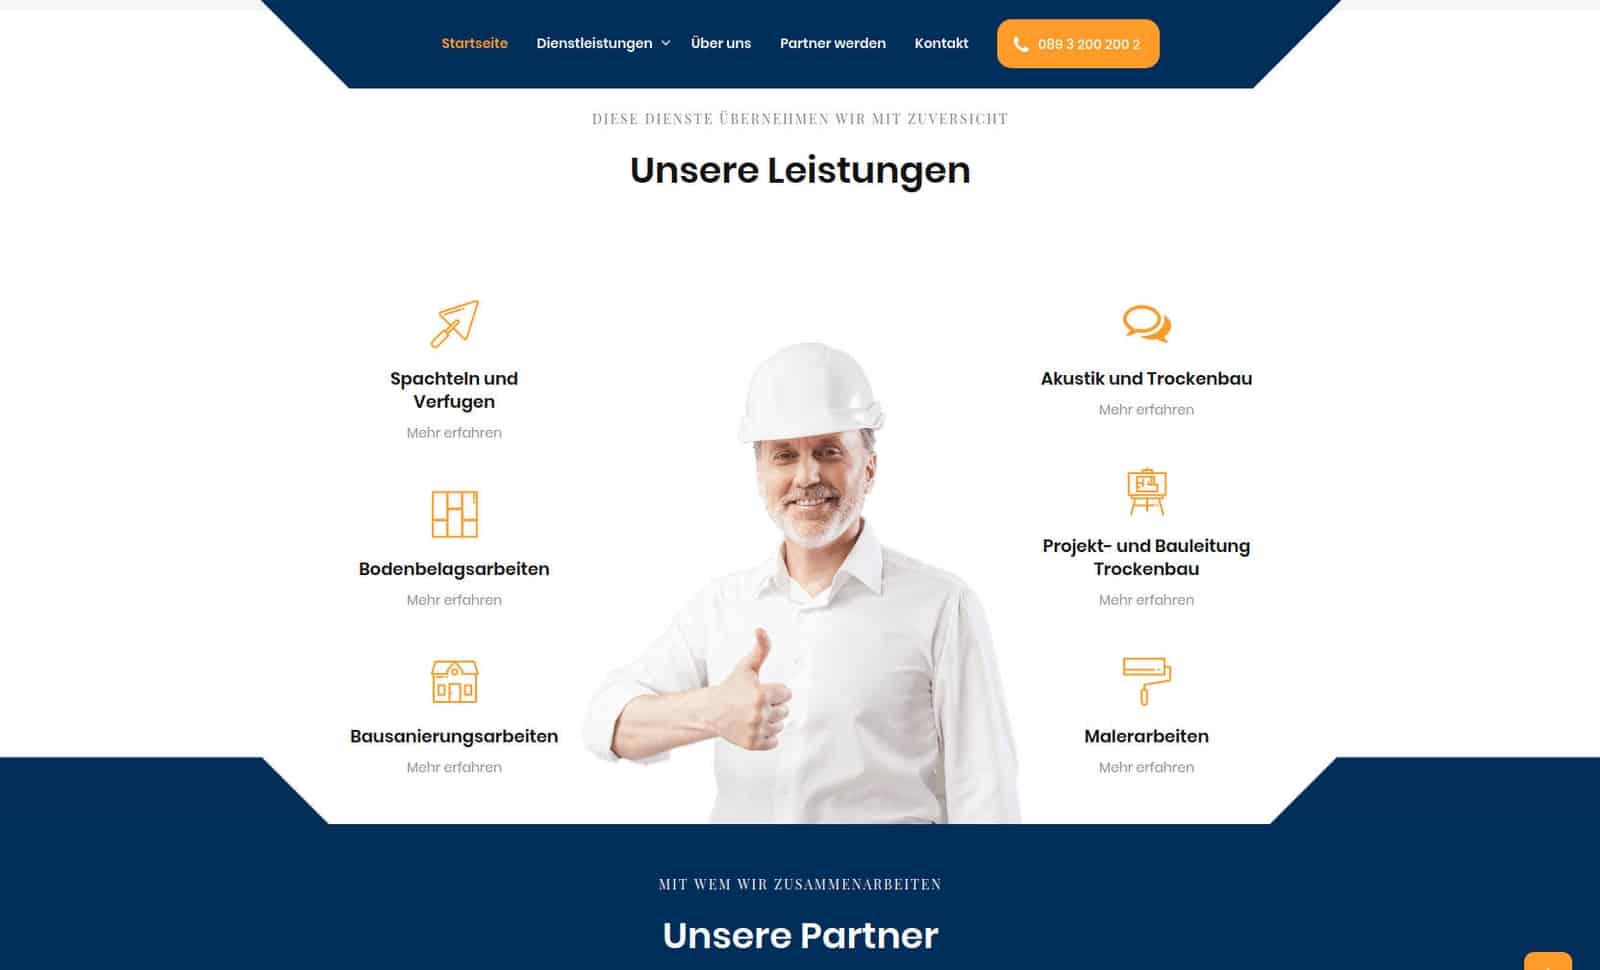 Startseite Dienstleistungen Über uns Partner werden Kontakt 089 3 200 200 2
DIESE DIENSTE ÜBERNEHMEN WIR MIT ZUVERSICHT
Unsere Leistungen
Spachteln und
Verfugen
Mehr erfahren
Bodenbelagsarbeiten
Mehr erfahren
Bausanierungsarbeiten
Mehr erfahren
Akustik und Trockenbau
Mehr erfahren
Projekt- und Bauleitung
Trockenbau
Mehr erfahren
Malerarbeiten
Mehr erfahren
MIT WEM WIR ZUSAMMENARBEITEN
Unsere Partner